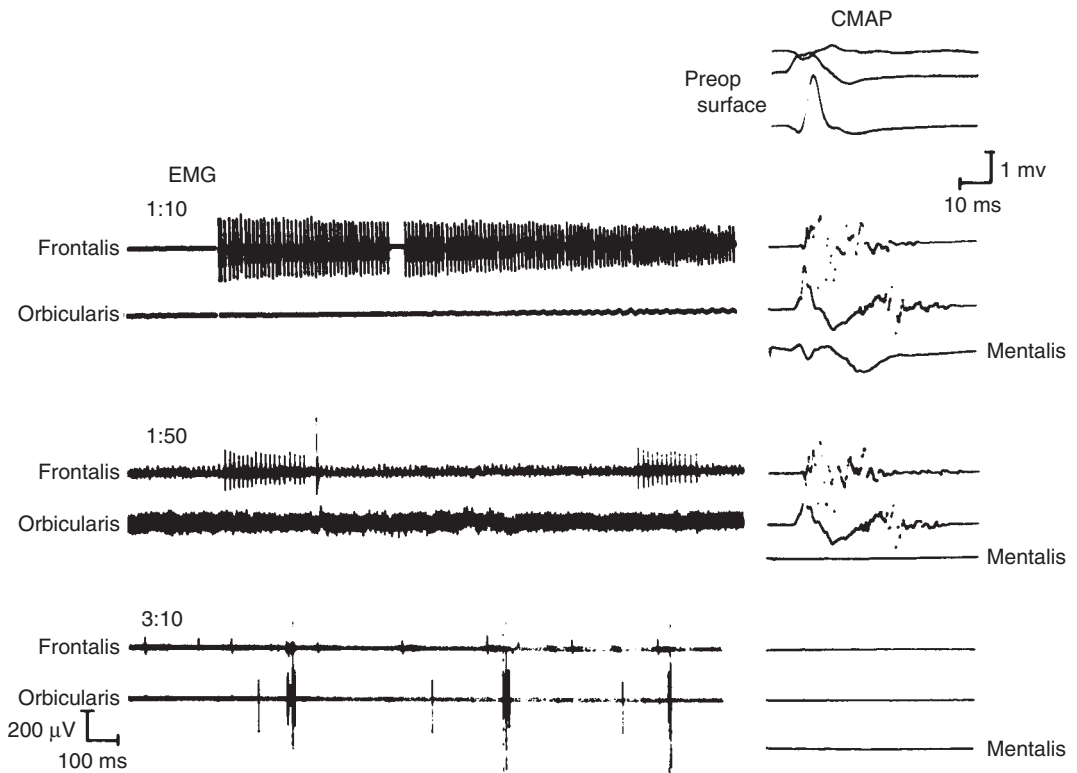 CMAP
Preop
surface
1 mv
10 ms
EMG
1:10
Frontalis
Orbicularis
Mentalis
1:50
Frontalis
Orbicularis
Mentalis
3:10
Frontalis
Orbicularis
200 µV
100 ms
Mentalis